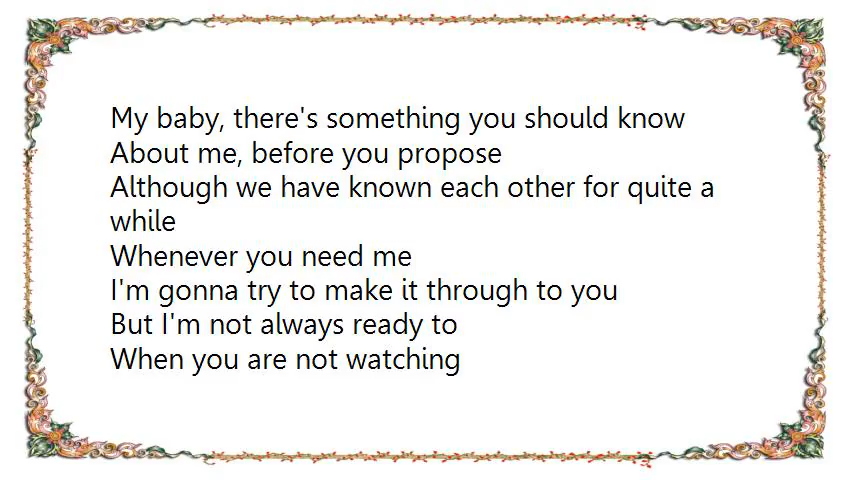 My baby, there's something you should know
About me, before you propose
Although we have known each other for quite a
while
Whenever you need me
I'm gonna try to make it through to you
But I'm not always ready to
When you are not watching